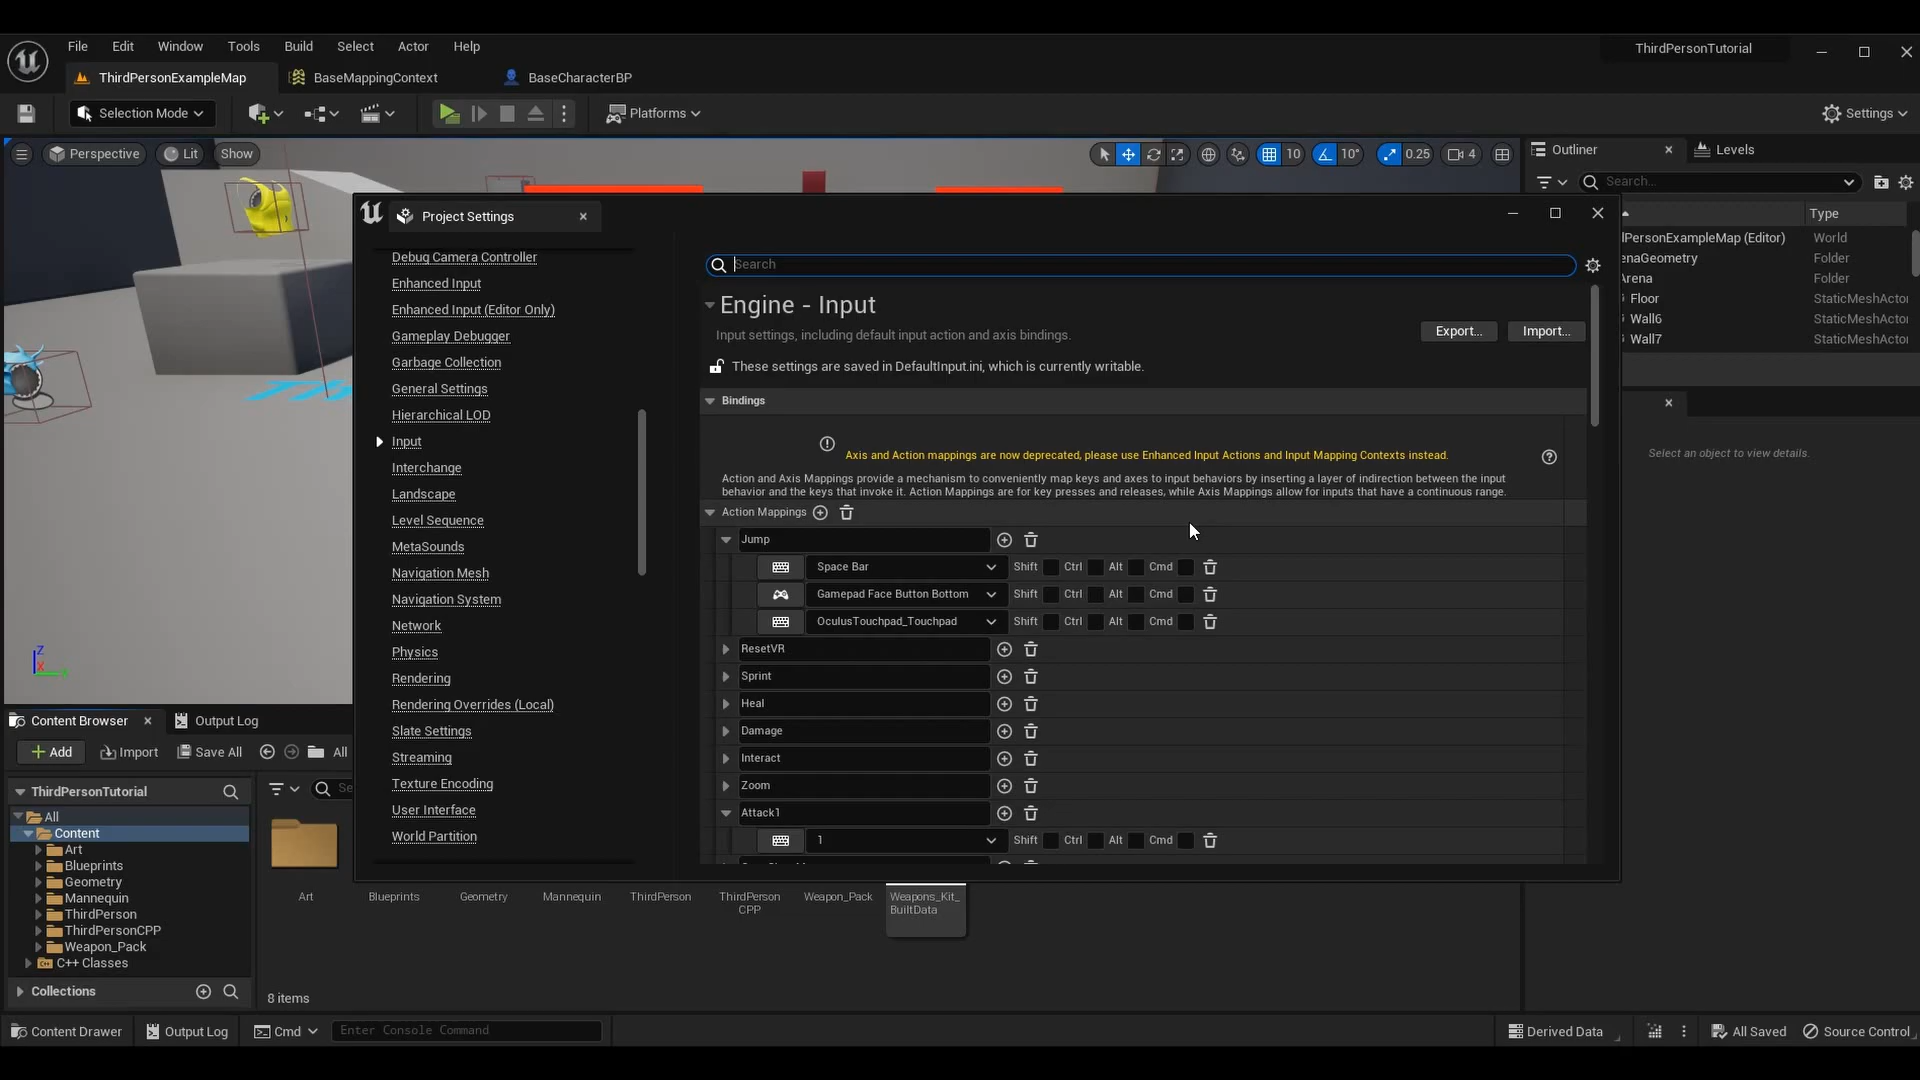 File Edit Window Tools Build Select Actor Help
ThirdPersonTutorial
ThirdPersonExampleMap
BaseMappingContext
BaseCharacterBP
Selection Mode
Platforms
Settings
Perspective
Lit
Show
10
10°
0.25
4
Outliner
Levels
Search...
Type
lPersonExampleMap (Editor) World
enaGeometry Folder
Arena Folder
Floor StaticMeshActor
Wall6 StaticMeshActor
Wall7 StaticMeshActor
Select an object to view details.
Project Settings
Debug Camera Controller
Enhanced Input
Enhanced Input (Editor Only)
Gameplay Debugger
Garbage Collection
General Settings
Hierarchical LOD
Input
Interchange
Landscape
Level Sequence
MetaSounds
Navigation Mesh
Navigation System
Network
Physics
Rendering
Rendering Overrides (Local)
Slate Settings
Streaming
Texture Encoding
User Interface
World Partition
Search
Engine - Input
Input settings, including default input action and axis bindings.
Export...
Import...
These settings are saved in DefaultInput.ini, which is currently writable.
Bindings
Axis and Action mappings are now deprecated, please use Enhanced Input Actions and Input Mapping Contexts instead.
Action and Axis Mappings provide a mechanism to conveniently map keys and axes to input behaviors by inserting a layer of indirection between the input
behavior and the keys that invoke it. Action Mappings are for key presses and releases, while Axis Mappings allow for inputs that have a continuous range.
Action Mappings
Jump
Space Bar Shift Ctrl Alt Cmd
Gamepad Face Button Bottom Shift Ctrl Alt Cmd
OculusTouchpad_Touchpad Shift Ctrl Alt Cmd
ResetVR
Sprint
Heal
Damage
Interact
Zoom
Attack1
1 Shift Ctrl Alt Cmd
Z
X
Content Browser
Output Log
Add
Import
Save All
All
ThirdPersonTutorial
Se
All
Content
Art
Blueprints
Geometry
Mannequin
ThirdPerson
ThirdPersonCPP
Weapon_Pack
C++ Classes
Collections
Art
Blueprints
Geometry
Mannequin
ThirdPerson
ThirdPerson
CPP
Weapon_Pack
Weapons_Kit_
BuiltData
8 items
Content Drawer
Output Log
Cmd
Enter Console Command
Derived Data
All Saved
Source Control